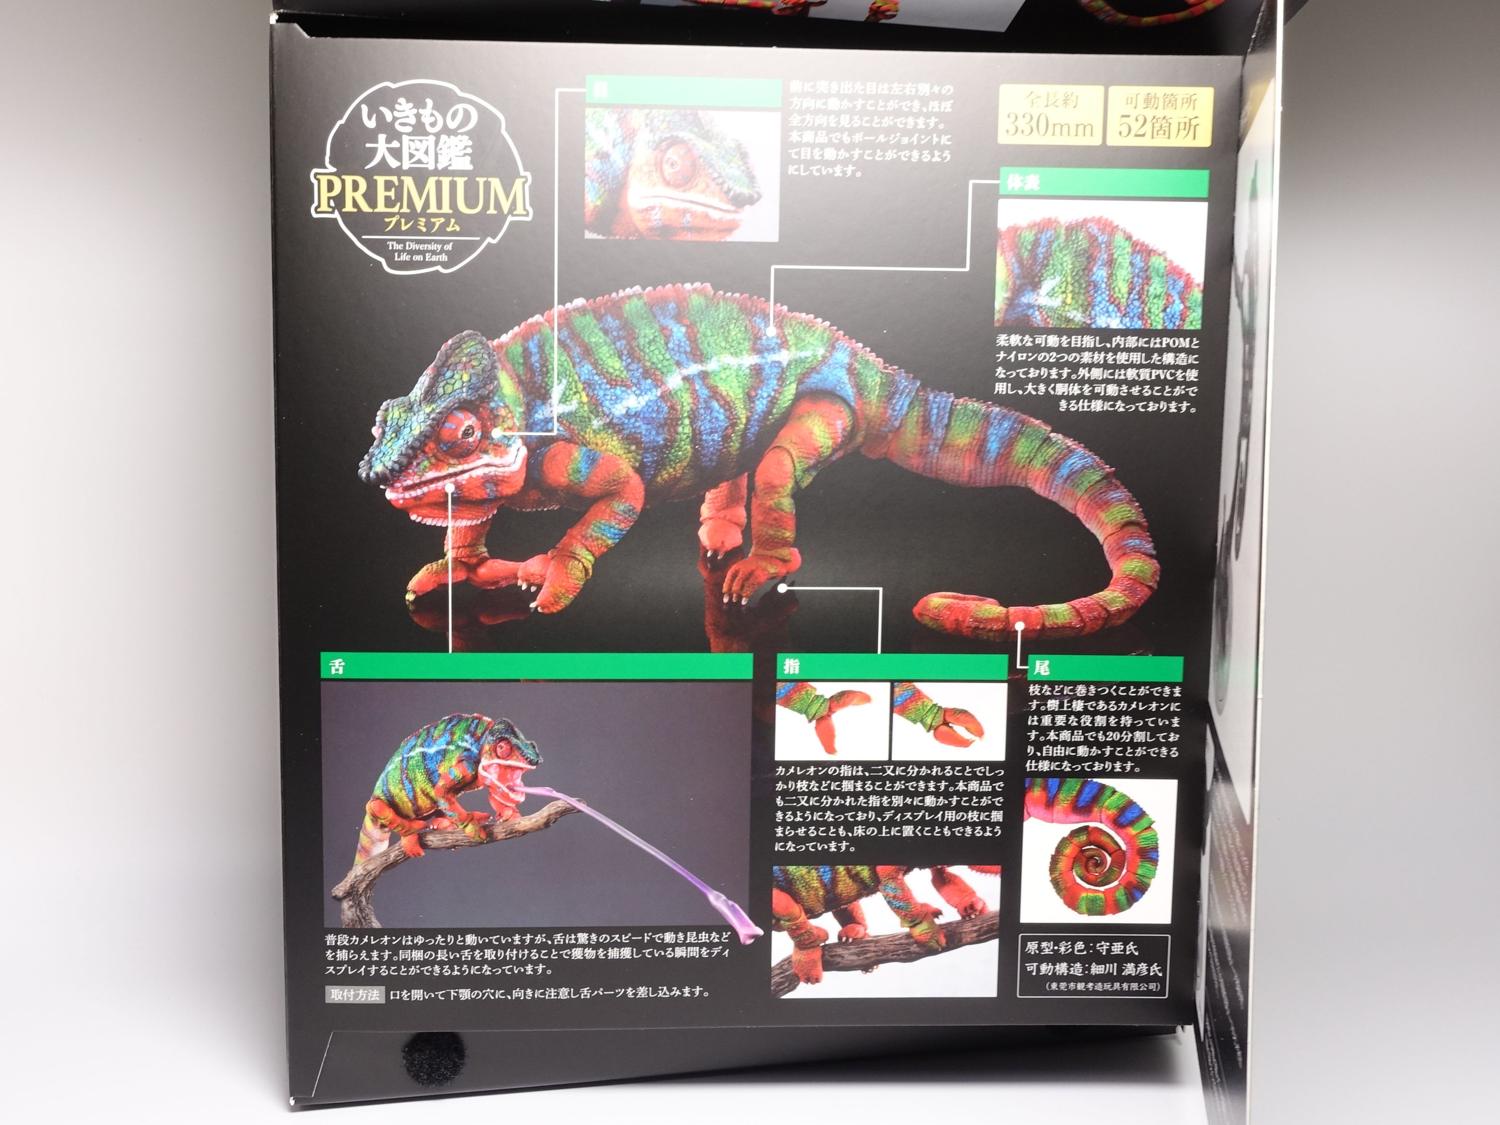 いきもの
大図鑑
PREMIUM
プレミアム
The Diversity of
Life on Earth
目
前に突き出た目は左右別々の
方向に動かすことができ、ほぼ
全方向を見ることができます。
本商品でもボールジョイントに
て目を動かすことができるよう
にしています。
全長約
330mm
可動箇所
52箇所
体表
柔軟な可動を目指し、内部にはPOMと
ナイロンの2つの素材を使用した構造に
なっております。外側には軟質PVCを使
用し、大きく胴体を可動させることがで
きる仕様になっております。
舌
普段カメレオンはゆったりと動いていますが、舌は驚きのスピードで動き昆虫など
を捕らえます。同梱の長い舌を取り付けることで獲物を捕獲している瞬間をディ
スプレイすることができるようになっています。
取付方法 口を開いて下顎の穴に、向きに注意し舌パーツを差し込みます。
指
カメレオンの指は、二又に分かれることでしっ
かり枝などに掴まることができます。本商品で
も二又に分かれた指を別々に動かすことがで
きるようになっており、ディスプレイ用の枝に掴
まらせることも、床の上に置くこともできるよう
になっています。
尾
枝などに巻きつくことができま
す。樹上棲であるカメレオンに
は重要な役割を持っていま
す。本商品でも20分割してお
り、自由に動かすことができる
仕様になっております。
原型・彩色：守亜氏
可動構造：細川 満彦氏
（東莞市競考造玩具有限公司）